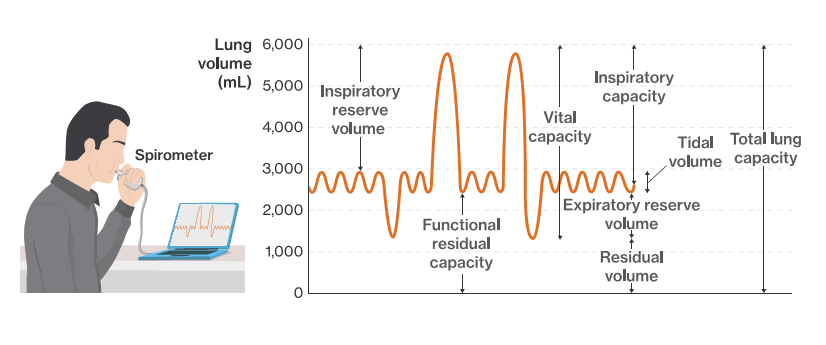 Lung
volume
(mL)
6,000
5,000
4,000
3,000
2,000
1,000
0
Spirometer
Inspiratory
reserve
volume
Functional
residual
capacity
Vital
capacity
Inspiratory
capacity
Tidal
volume
Total lung
capacity
Expiratory reserve
volume
Residual
volume